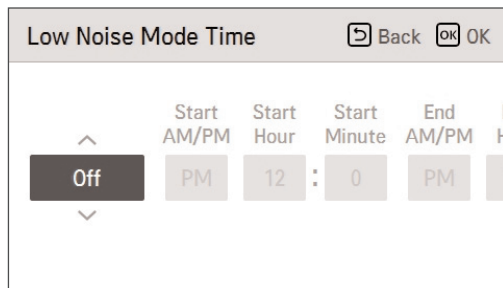 Low Noise Mode Time Back OK OK
Start Start Start End
AM/PM Hour Minute AM/PM
Off PM 12 : 0 PM